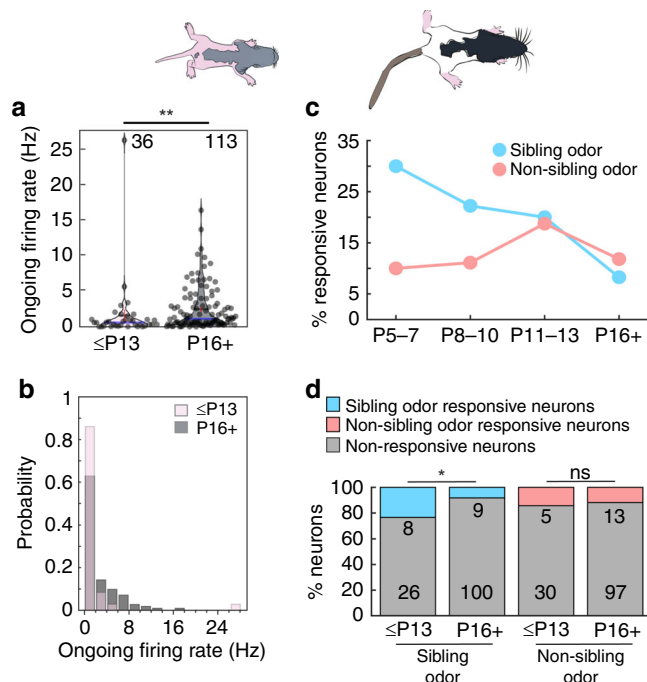 a
**
36
113
Ongoing firing rate (Hz)
25
20
15
10
5
0
≤P13
P16+
c
35
25
15
5
% responsive neurons
Sibling odor
Non-sibling odor
P5–7
P8–10
P11–13
P16+
b
1
0.8
0.6
0.4
0.2
0
Probability
≤P13
P16+
0
8
16
24
Ongoing firing rate (Hz)
d
Sibling odor responsive neurons
Non-sibling odor responsive neurons
Non-responsive neurons
*
ns
100
80
60
40
20
0
% neurons
8
9
5
13
26
100
30
97
≤P13
P16+
≤P13
P16+
Sibling
odor
Non-sibling
odor